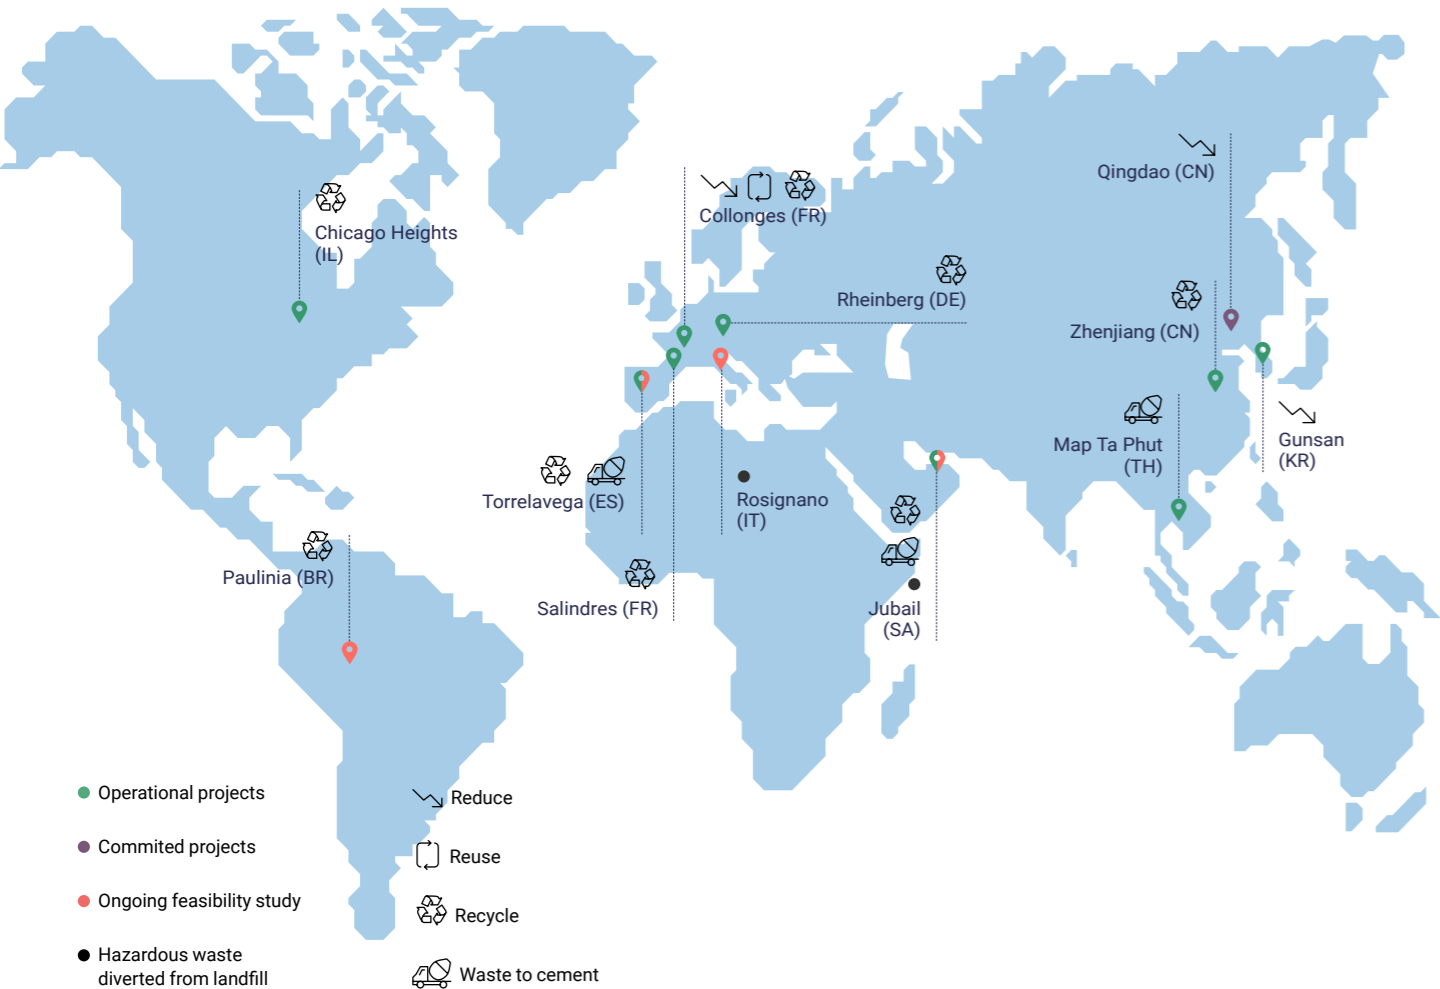 Qingdao (CN)
Collonges (FR)
Chicago Heights
(IL)
Rheinberg (DE)
Zhenjiang (CN)
Map Ta Phut
(TH)
Gunsan
(KR)
Torrelavega (ES)
Rosignano
(IT)
Paulinia (BR)
Salindres (FR)
Jubail
(SA)
Operational projects
Commited projects
Ongoing feasibility study
Hazardous waste
diverted from landfill
Reduce
Reuse
Recycle
Waste to cement